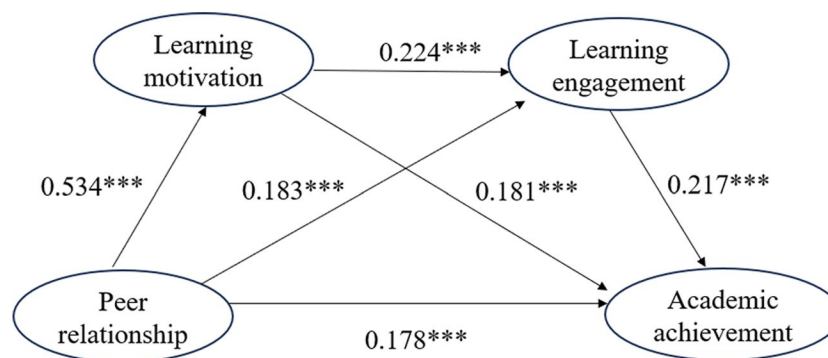 Learning
motivation
0.224***
Learning
engagement
0.534***
0.183***
0.181***
0.217***
Peer
relationship
0.178***
Academic
achievement